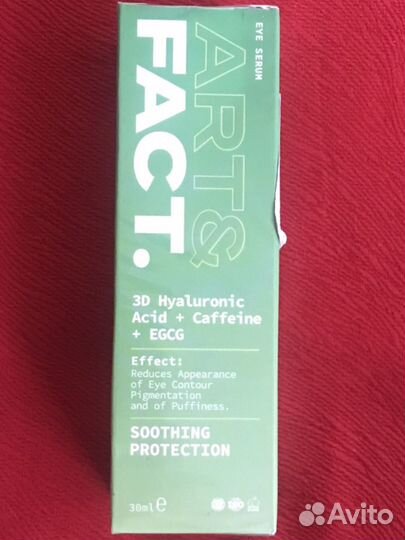 EYE SERUM
ART&
FACT.
3D Hyaluronic
Acid + Caffeine
+ EGCG
Effect:
Reduces Appearance
of Eye Contour
Pigmentation
and of Puffiness.
SOOTHING
PROTECTION
30ml e
Avito